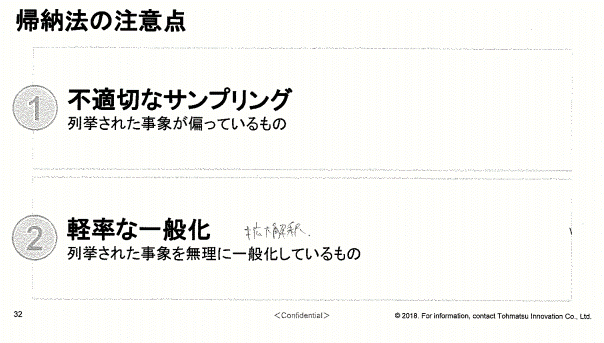 帰納法の注意点
1
不適切なサンプリング
列挙された事象が偏っているもの
2
軽率な一般化 拡大解釈.
列挙された事象を無理に一般化しているもの
32 <Confidential> © 2018. For information, contact Tohmatsu Innovation Co., Ltd.